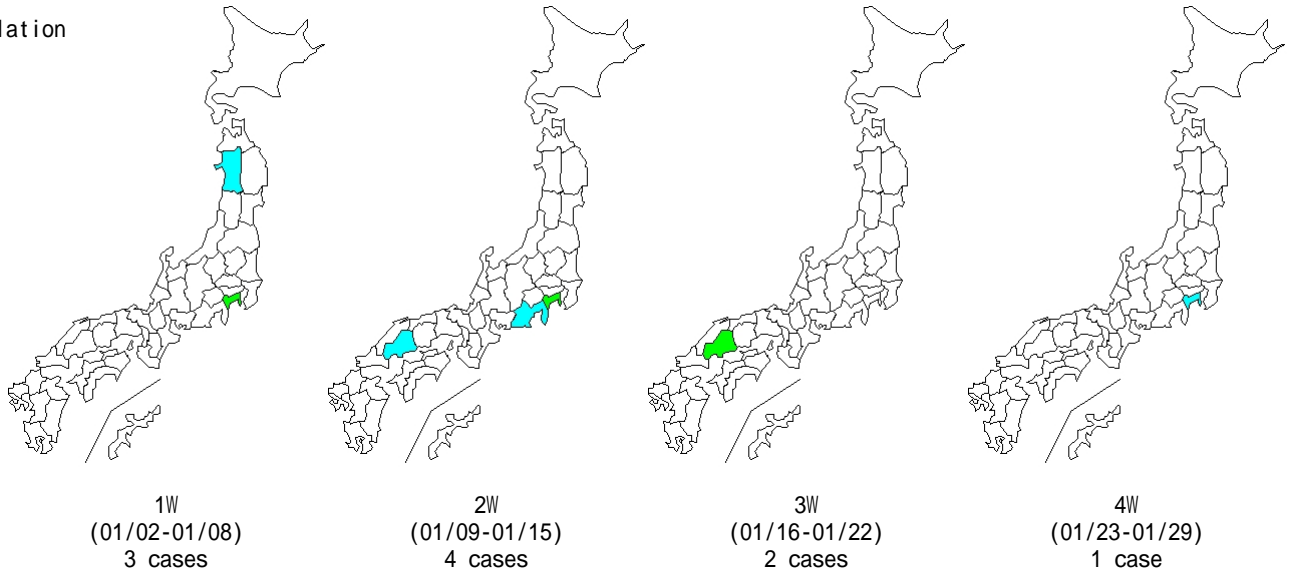 lation
1W
(01/02-01/08)
3 cases
2W
(01/09-01/15)
4 cases
3W
(01/16-01/22)
2 cases
4W
(01/23-01/29)
1 case